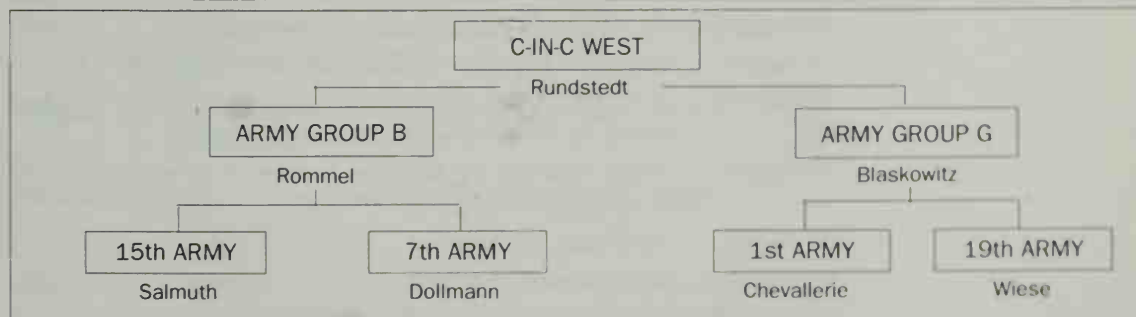 C-IN-C WEST
Rundstedt
ARMY GROUP B
ARMY GROUP G
Rommel
Blaskowitz
15th ARMY
7th ARMY
1st ARMY
19th ARMY
Salmuth
Dollmann
Chevallerie
Wiese